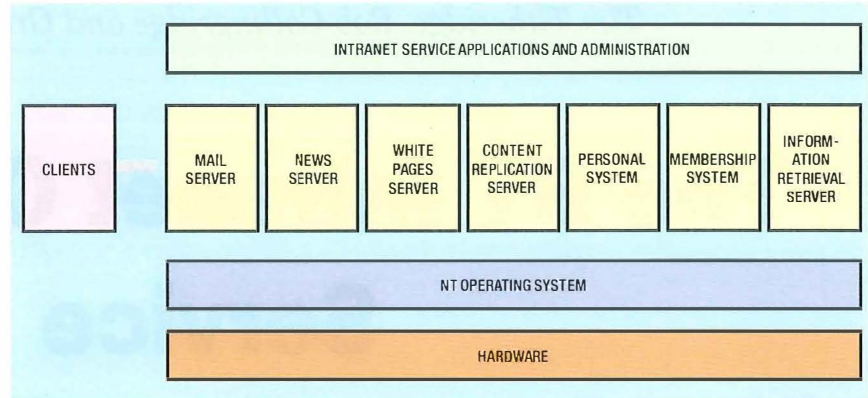 INTRANET SERVICE APPLICATIONS AND ADMINISTRATION
CLIENTS
MAIL
SERVER
NEWS
SERVER
WHITE
PAGES
SERVER
CONTENT
REPLICATION
SERVER
PERSONAL
SYSTEM
MEMBERSHIP
SYSTEM
INFORM-
ATION
RETRIEVAL
SERVER
NT OPERATING SYSTEM
HARDWARE